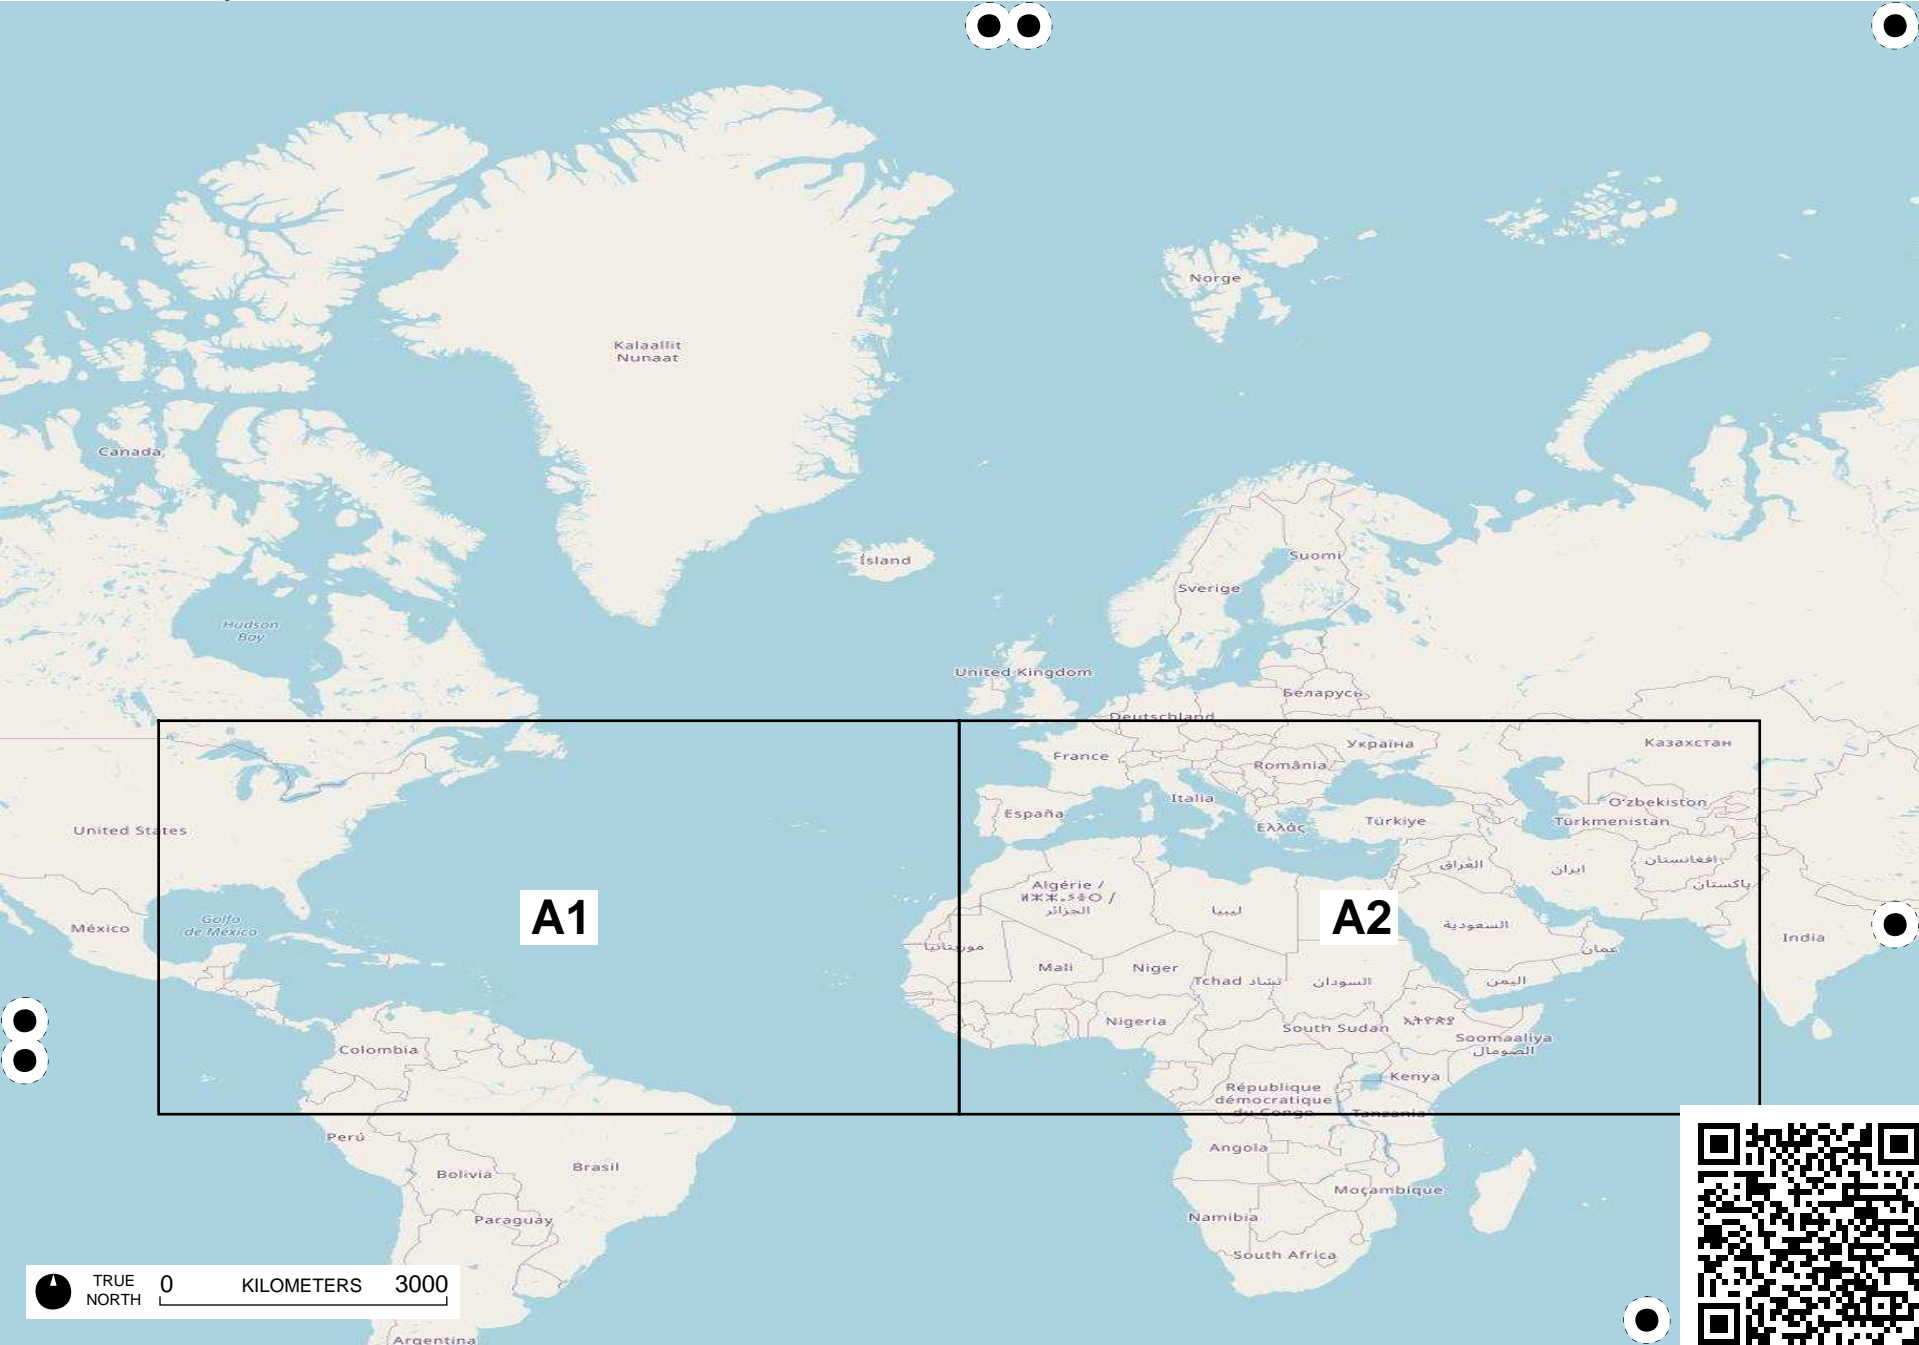 Norge
Kalaallit
Nunaat
Canada
Ísland
Suomi
Sverige
Hudson
Bay
United Kingdom
Беларусь
Deutschland
Україна
Казахстан
France
România
Italia
O'zbekiston
España
Türkiye
Türkmenistan
Ελλάς
United States
العراق
ايران
افغانستان
پاکستان
Algérie /
ⵍⵣⵣⴰⵢⴻⵔ /
الجزائر
ليبيا
A1
A2
Golfo
de México
México
السعودية
India
موريتانيا
عمان
Mali
Niger
Tchad تشاد
السودان
اليمن
Nigeria
South Sudan
ኢትዮጵያ
Soomaaliya
الصومال
Colombia
Kenya
République
démocratique
du Congo
Tanzania
Perú
Angola
Bolivia
Brasil
Moçambique
Paraguay
Namibia
South Africa
TRUE
NORTH
0 KILOMETERS 3000
Argentina